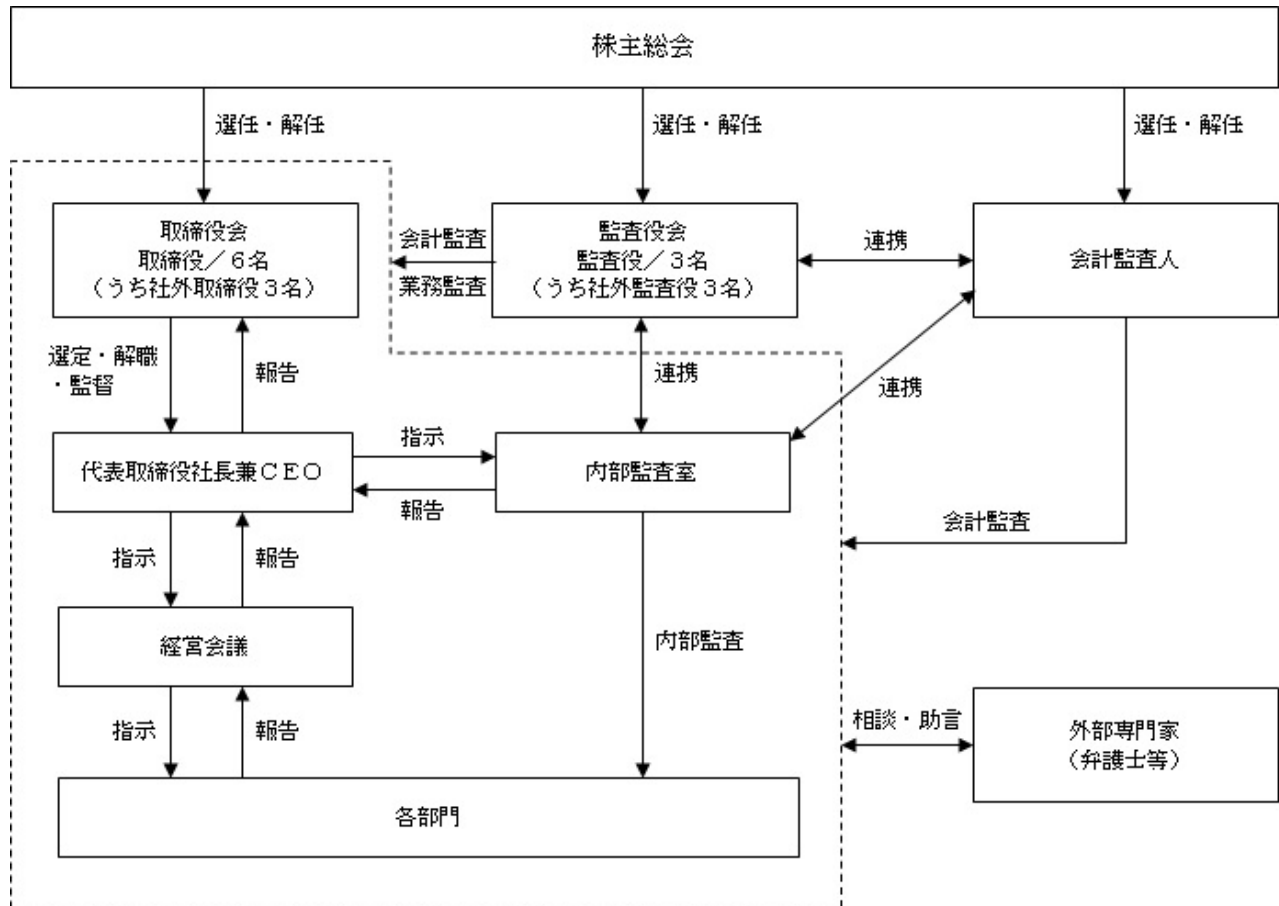 株主総会
選任・解任
選任・解任
選任・解任
取締役会
取締役／６名
（うち社外取締役３名）
会計監査
業務監査
監査役会
監査役／３名
（うち社外監査役３名）
連携
会計監査人
選定・解職
・監督
報告
連携
連携
代表取締役社長兼ＣＥＯ
指示
報告
内部監査室
会計監査
指示
報告
経営会議
内部監査
指示
報告
相談・助言
外部専門家
（弁護士等）
各部門